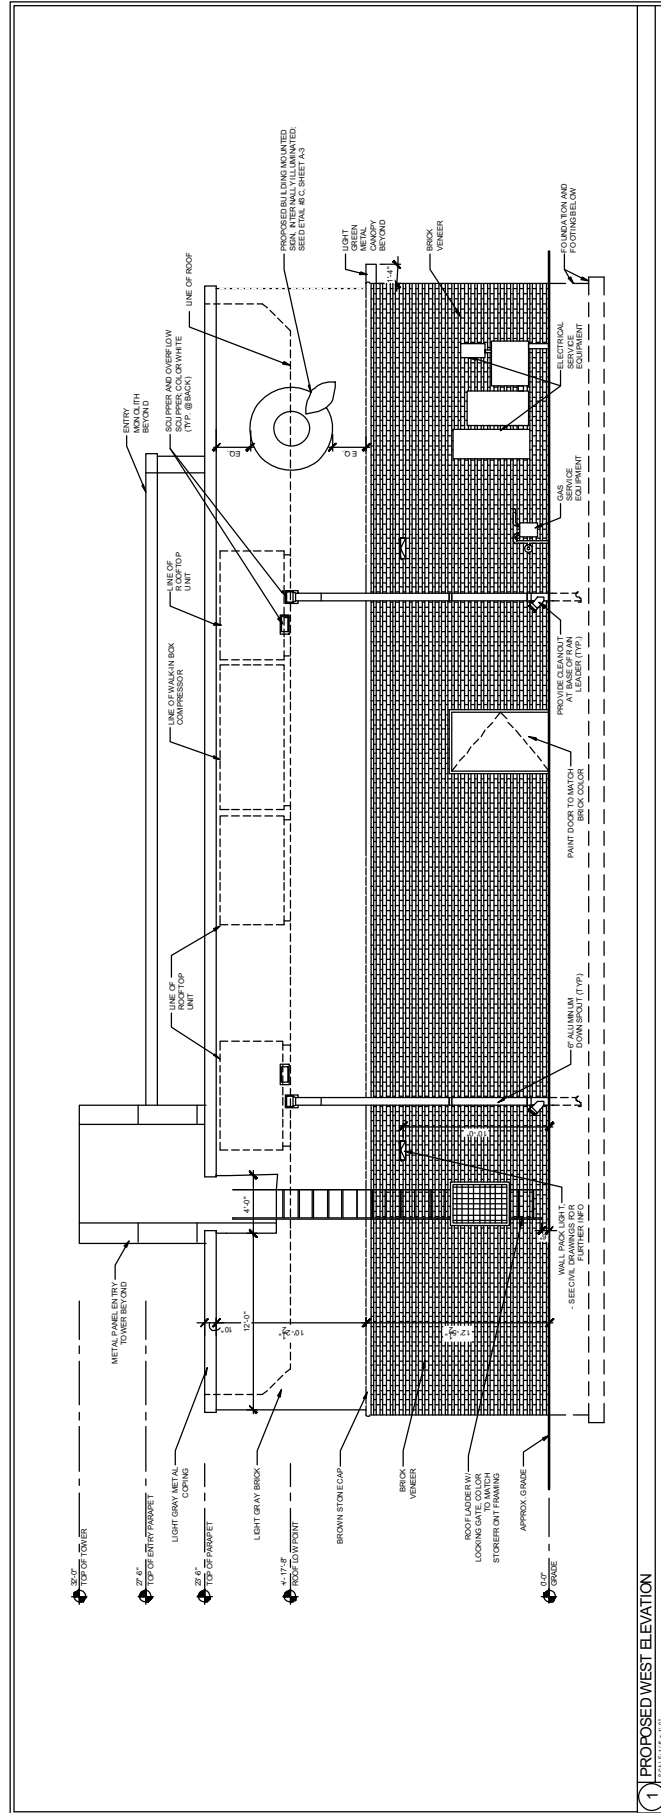 32'-0"
TOP OF TOWER
27'-6"
TOP OF ENTRY PARAPET
23'-6"
TOP OF PARAPET
+/- 17'-8"
ROOF LOW POINT
0'-0"
GRADE
METAL PANEL ENTRY
TOWER BEYOND
LIGHT GRAY METAL
COPING
LIGHT GRAY BRICK
BROWN STONE CAP
BRICK
VENEER
ROOF LADDER W/
LOCKING GATE, COLOR
TO MATCH
STOREFRONT FRAMING
APPROX. GRADE
10"
12'-0"
4'-0"
10'-0"
LINE OF
ROOFTOP
UNIT
LINE OF WALK-IN BOX
COMPRESSOR
LINE OF
ROOFTOP
UNIT
ENTRY
MONOLITH
BEYOND
SCUPPER AND OVERFLOW
SCUPPER; COLOR WHITE
(TYP. @ BACK)
LINE OF ROOF
PROPOSED BUILDING MOUNTED
SIGN, INTERNALLY ILLUMINATED;
SEE DETAIL #3 C, SHEET A-3
EQ.
EQ.
LIGHT
GREEN
METAL
CANOPY
BEYOND
1'-4"
BRICK
VENEER
FOUNDATION AND
FOOTING BELOW
ELECTRICAL
SERVICE
EQUIPMENT
GAS
SERVICE
EQUIPMENT
PROVIDE CLEANOUT
AT BASE OF RAIN
LEADER (TYP.)
PAINT DOOR TO MATCH
BRICK COLOR
6" ALUMINUM
DOWNSPOUT (TYP.)
WALL PACK LIGHT,
- SEE CIVIL DRAWINGS FOR
FURTHER INFO
1 PROPOSED WEST ELEVATION